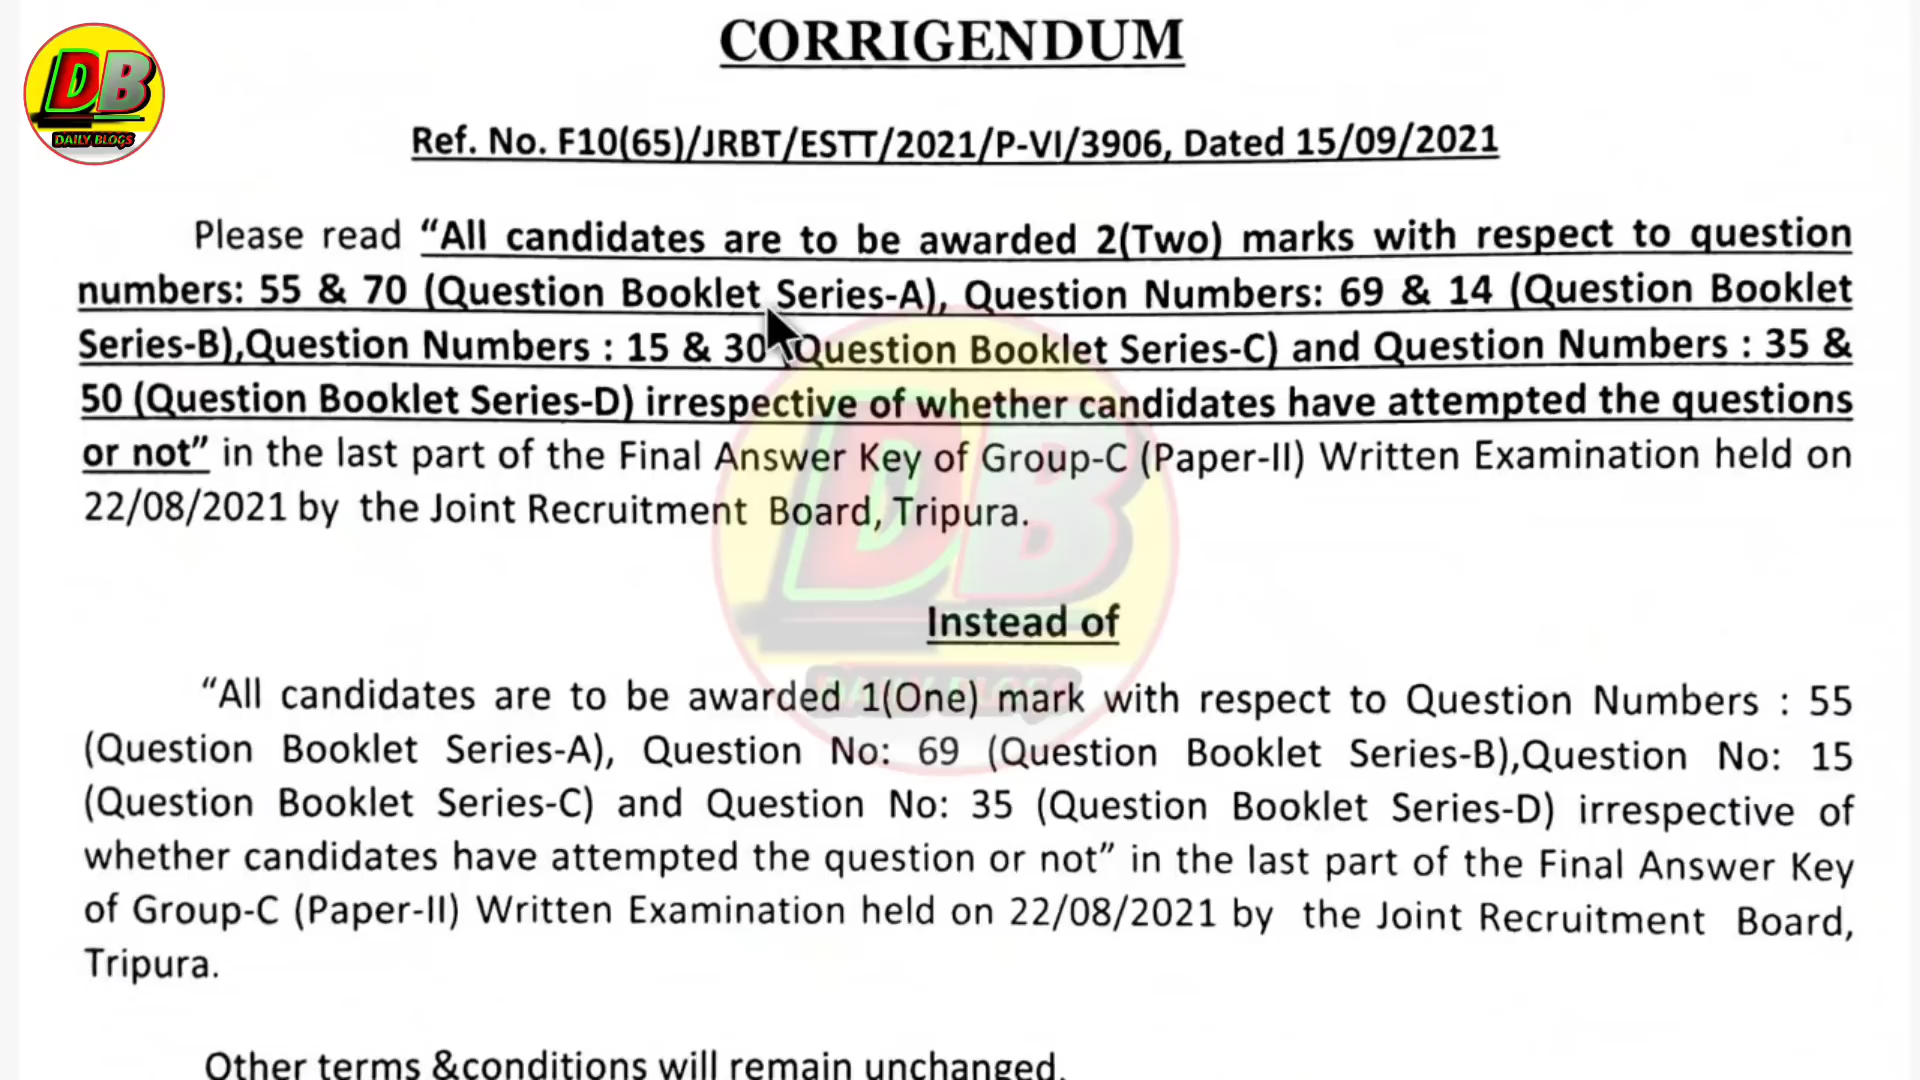 CORRIGENDUM
DB
DAILY BLOGS
Ref. No. F10(65)/JRBT/ESTT/2021/P-VI/3906, Dated 15/09/2021
Please read “All candidates are to be awarded 2(Two) marks with respect to question
numbers: 55 & 70 (Question Booklet Series-A), Question Numbers: 69 & 14 (Question Booklet
Series-B),Question Numbers : 15 & 30 Question Booklet Series-C) and Question Numbers : 35 &
50 (Question Booklet Series-D) irrespective of whether candidates have attempted the questions
or not” in the last part of the Final Answer Key of Group-C (Paper-II) Written Examination held on
22/08/2021 by the Joint Recruitment Board, Tripura.
DB
DAILY BLOGS
Instead of
“All candidates are to be awarded 1(One) mark with respect to Question Numbers : 55
(Question Booklet Series-A), Question No: 69 (Question Booklet Series-B),Question No: 15
(Question Booklet Series-C) and Question No: 35 (Question Booklet Series-D) irrespective of
whether candidates have attempted the question or not” in the last part of the Final Answer Key
of Group-C (Paper-II) Written Examination held on 22/08/2021 by the Joint Recruitment Board,
Tripura.
Other terms &conditions will remain unchanged.